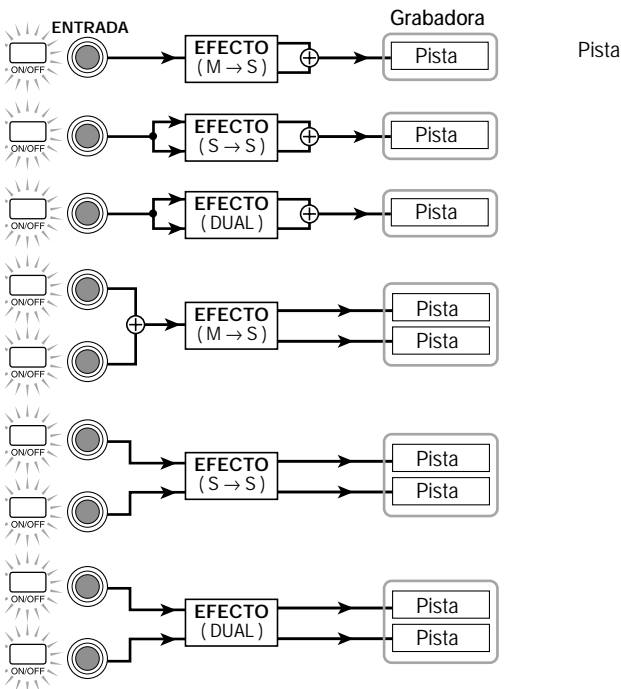 Grabadora
ENTRADA
ON/OFF
EFECTO
(M→S)
Pista
Pista
ON/OFF
EFECTO
(S→S)
Pista
ON/OFF
EFECTO
(DUAL)
Pista
ON/OFF
ON/OFF
EFECTO
(M→S)
Pista
Pista
ON/OFF
ON/OFF
EFECTO
(S→S)
Pista
Pista
ON/OFF
ON/OFF
EFECTO
(DUAL)
Pista
Pista